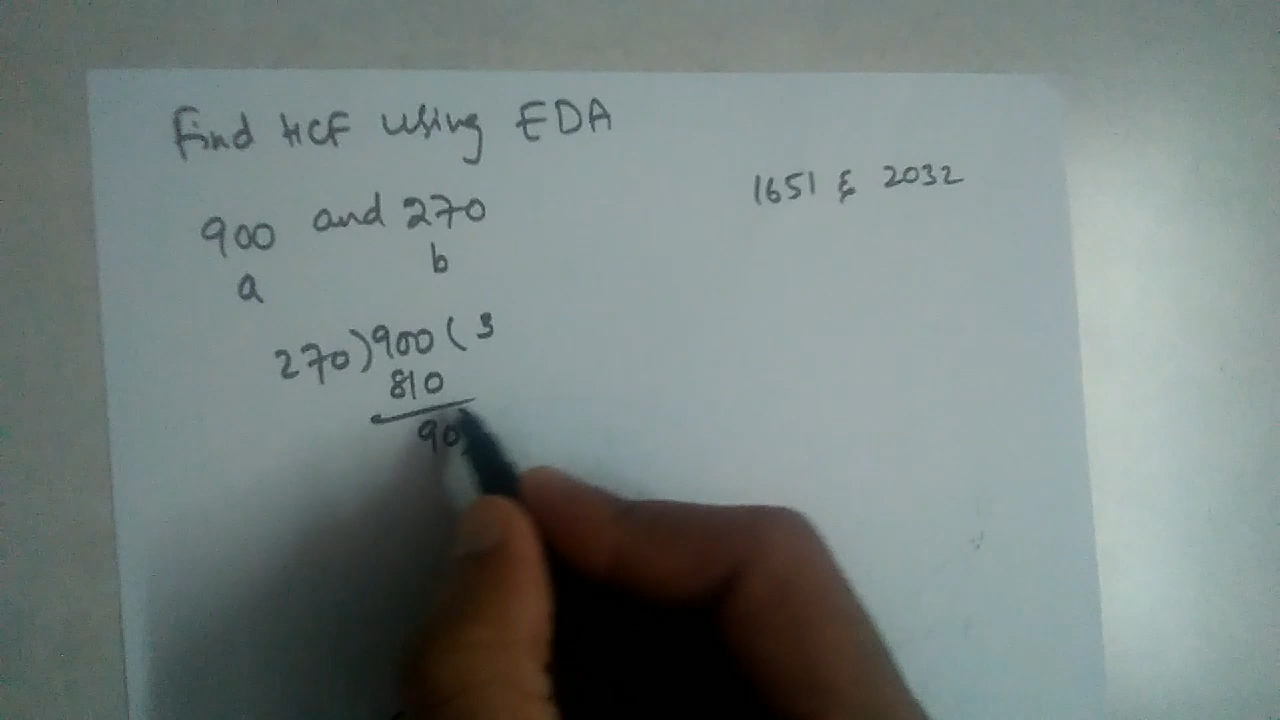 Find HCF using EDA
900 and 270
a b
270)900(3
810
90
1651 & 2032